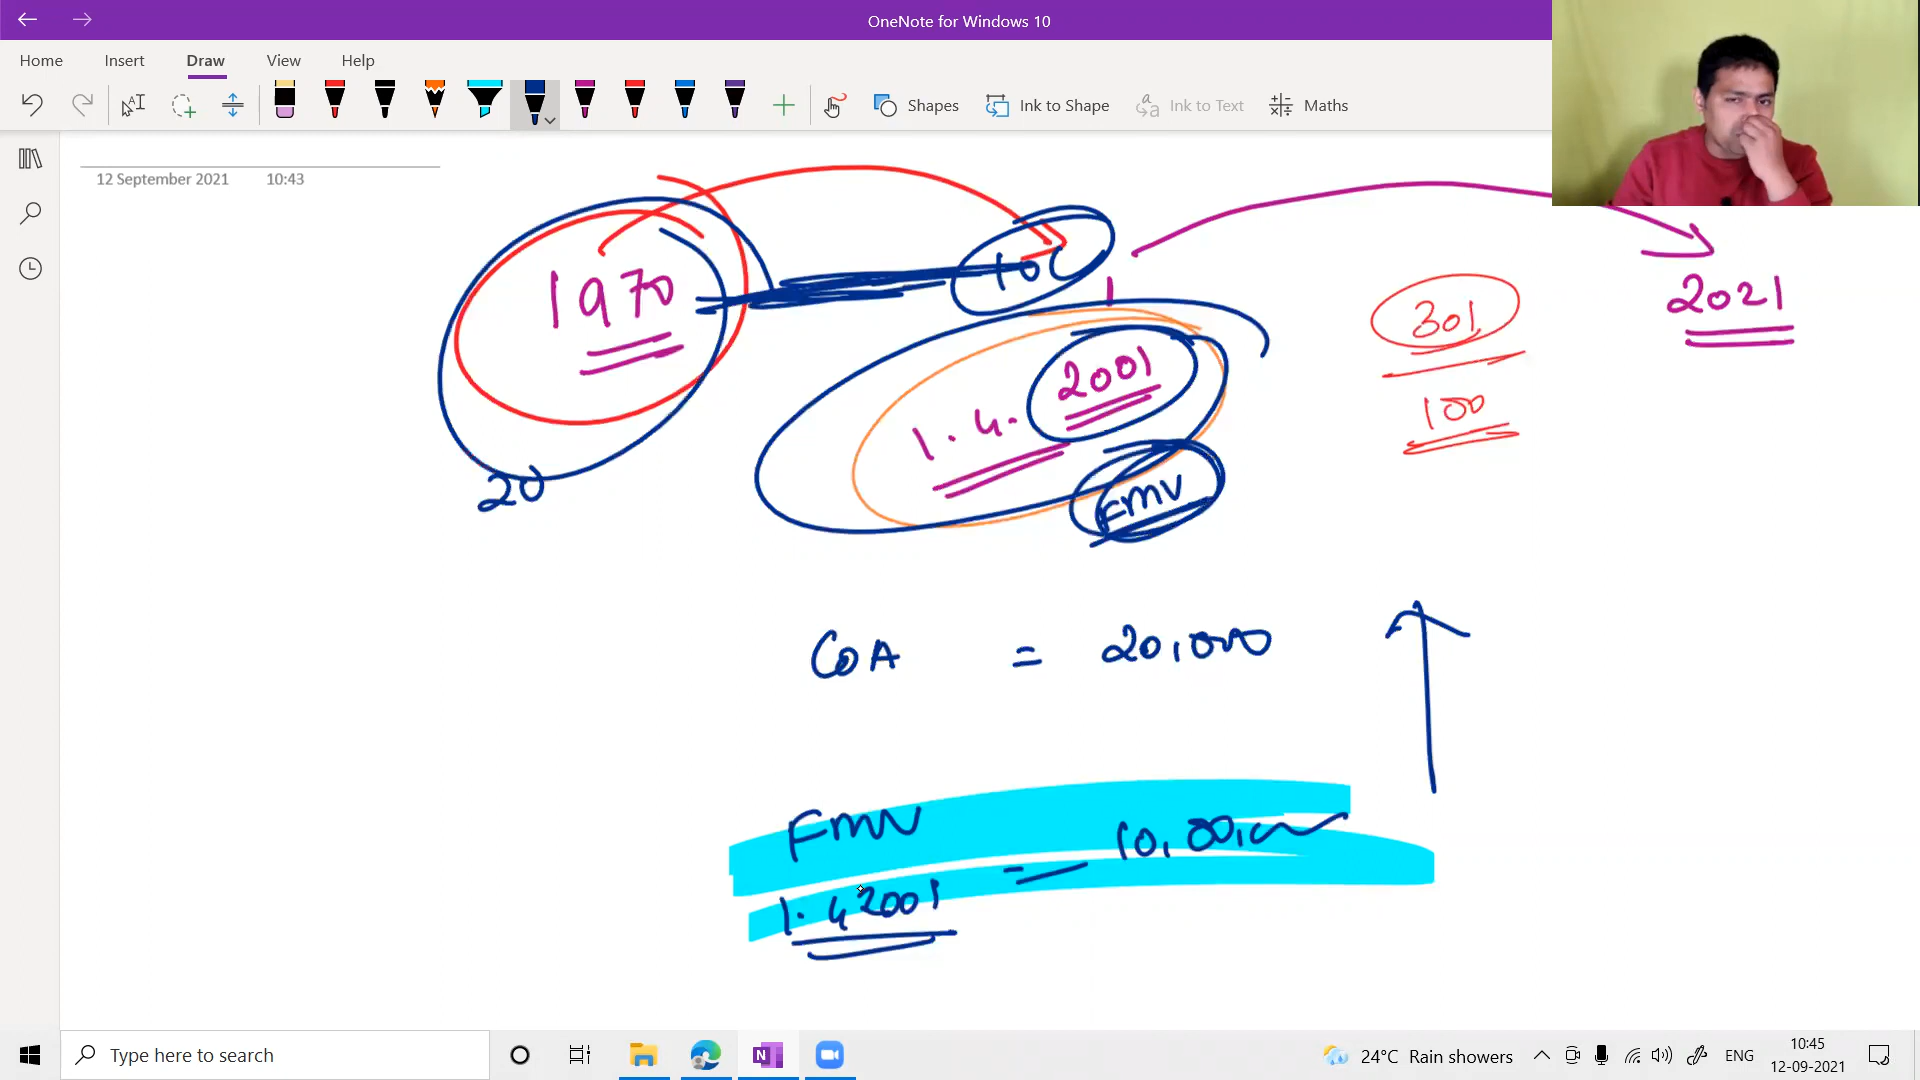 OneNote for Windows 10
Home Insert Draw View Help
Shapes Ink to Shape Ink to Text Maths
12 September 2021 10:43
1970
10L
2021
301
100
1.4.2001
FMV
20
COA = 20,000
FMV = 10,00,000
1.4 2001
Type here to search
24°C Rain showers ENG 10:45
12-09-2021